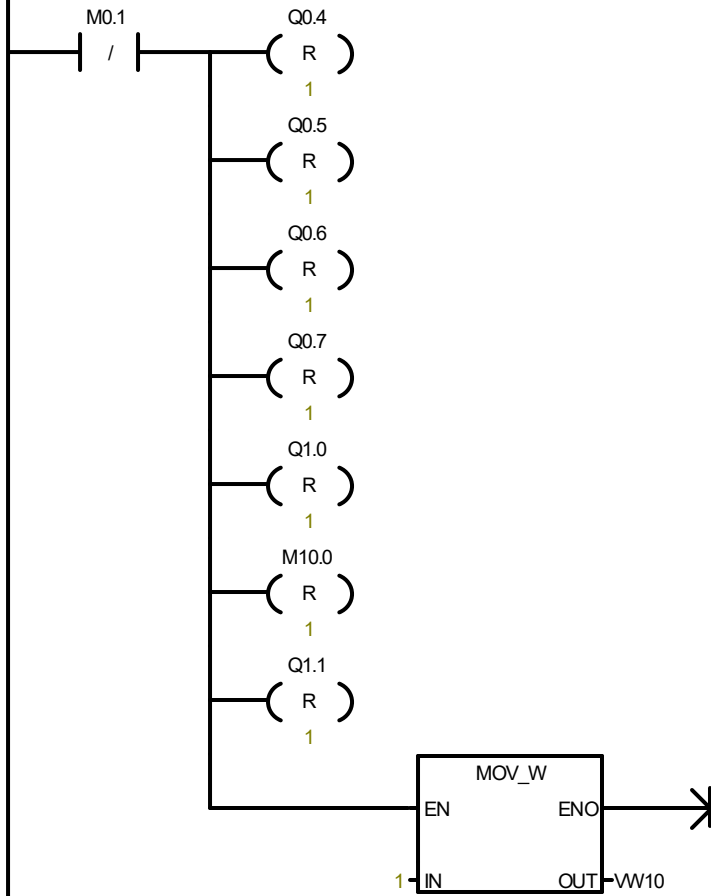 M0.1 Q0.4
/ R
1
Q0.5
R
1
Q0.6
R
1
Q0.7
R
1
Q1.0
R
1
M10.0
R
1
Q1.1
R
1
MOV_W
EN ENO
1 IN OUT VW10